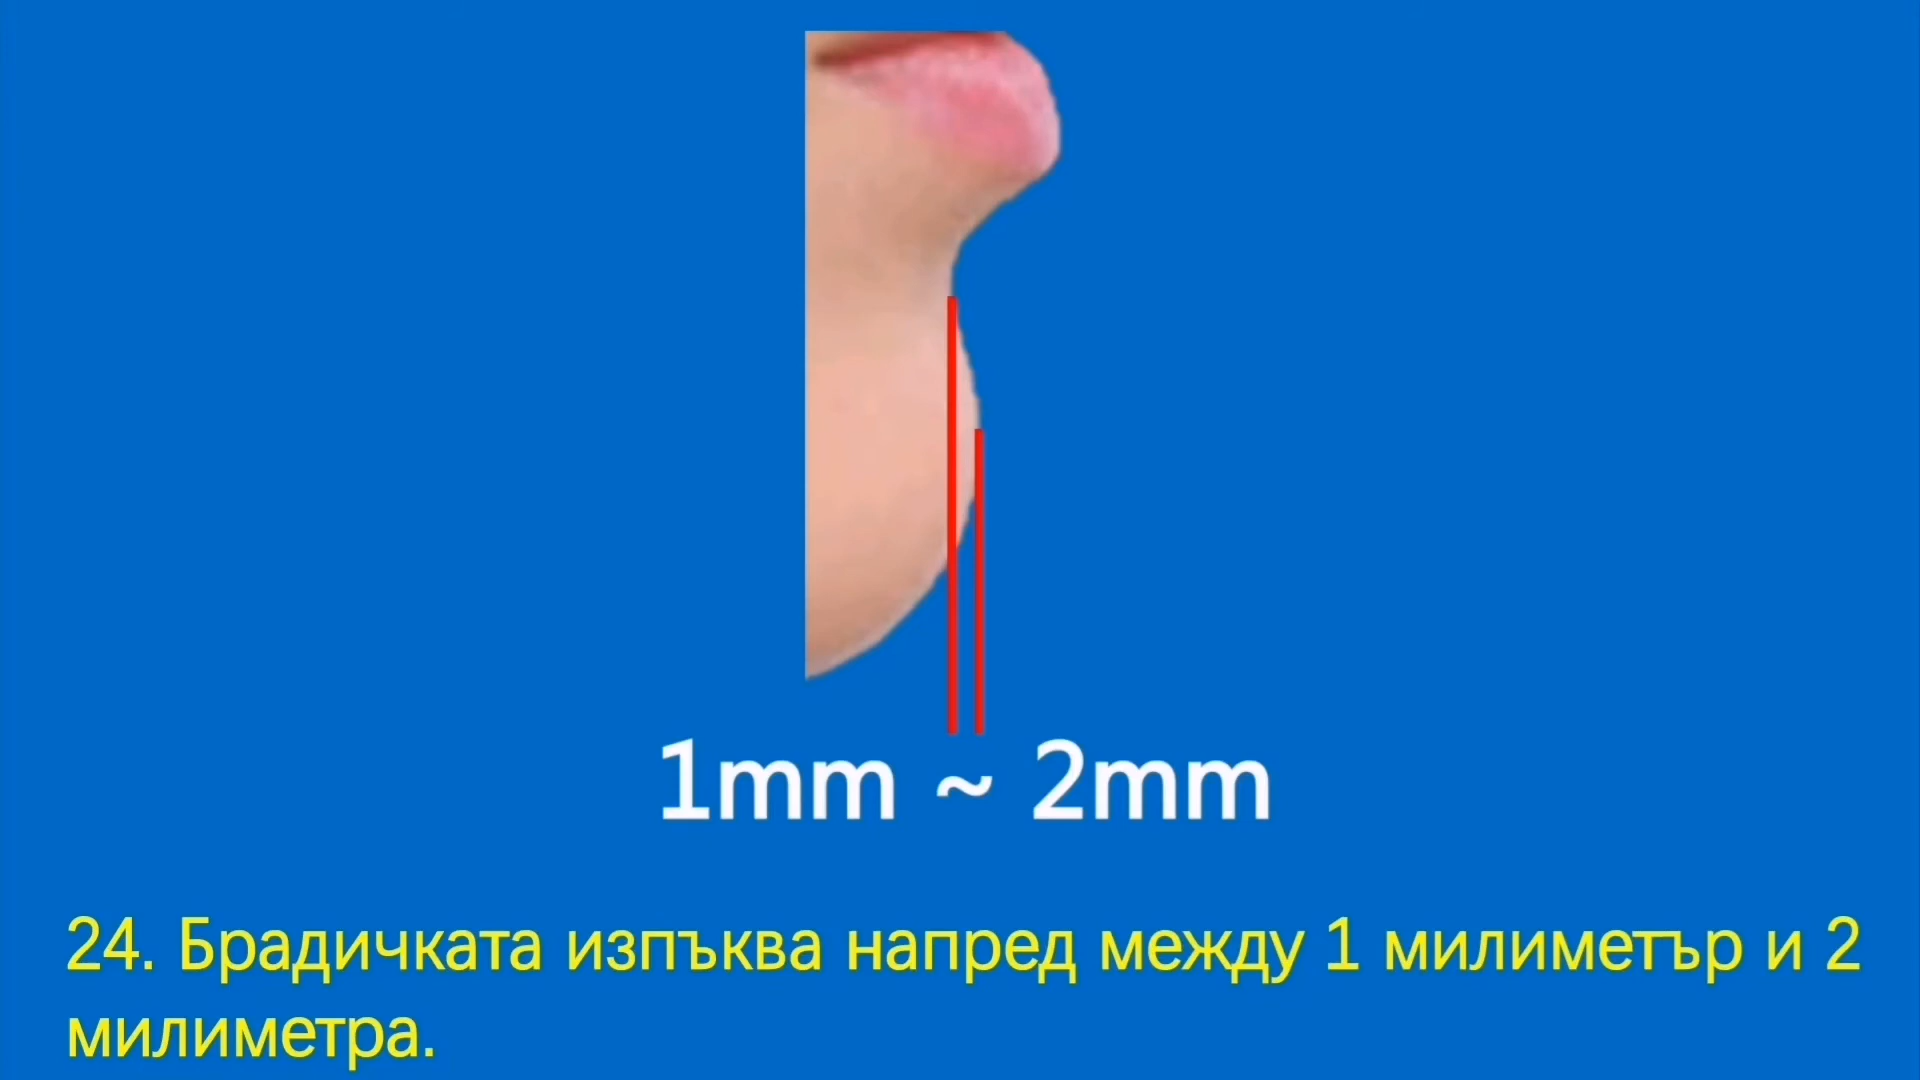 1mm ~ 2mm
24. Брадичката изпъква напред между 1 милиметър и 2
милиметра.